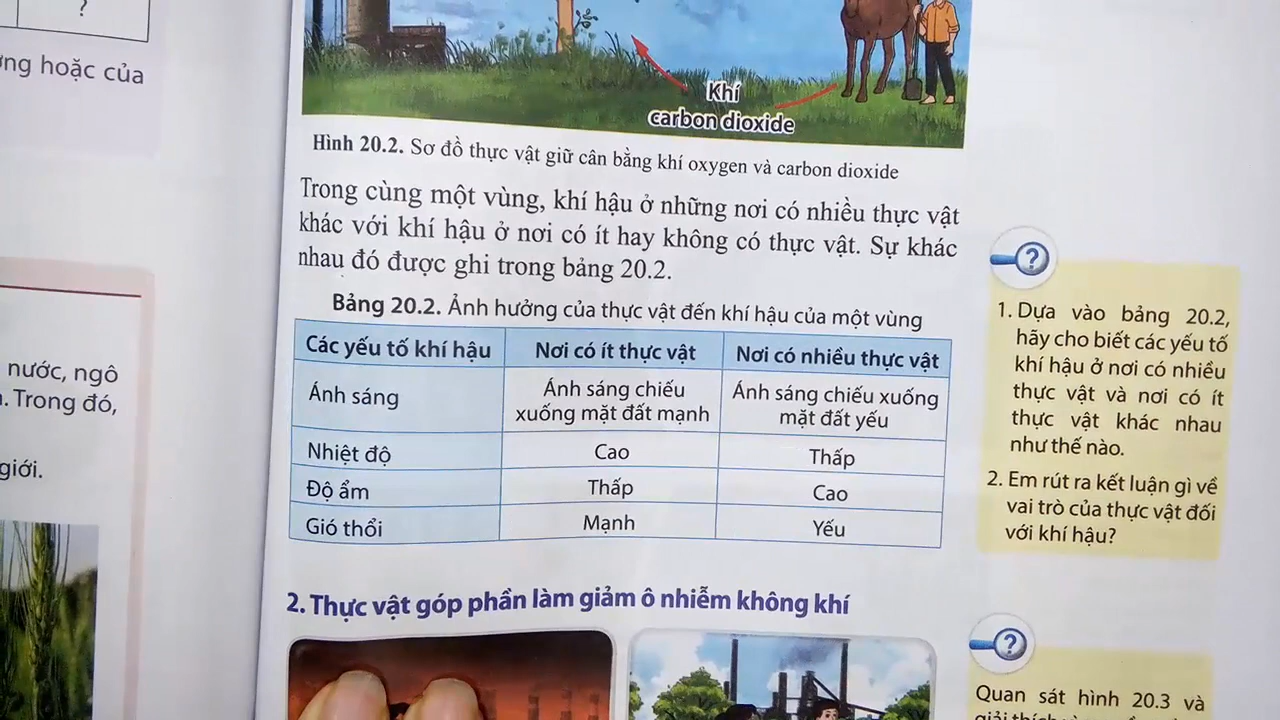 ?
ng hoặc của
nước, ngô
Trong đó,
giới.
Khí
carbon dioxide
Hình 20.2. Sơ đồ thực vật giữ cân bằng khí oxygen và carbon dioxide
Trong cùng một vùng, khí hậu ở những nơi có nhiều thực vật
khác với khí hậu ở nơi có ít hay không có thực vật. Sự khác
nhau đó được ghi trong bảng 20.2.
Bảng 20.2. Ảnh hưởng của thực vật đến khí hậu của một vùng
Các yếu tố khí hậu Nơi có ít thực vật Nơi có nhiều thực vật
Ánh sáng
Ánh sáng chiếu
xuống mặt đất mạnh
Ánh sáng chiếu xuống
mặt đất yếu
Nhiệt độ Cao Thấp
Độ ẩm Thấp Cao
Gió thổi Mạnh Yếu
2. Thực vật góp phần làm giảm ô nhiễm không khí
?
1. Dựa vào bảng 20.2,
hãy cho biết các yếu tố
khí hậu ở nơi có nhiều
thực vật và nơi có ít
thực vật khác nhau
như thế nào.
2. Em rút ra kết luận gì về
vai trò của thực vật đối
với khí hậu?
?
Quan sát hình 20.3 và